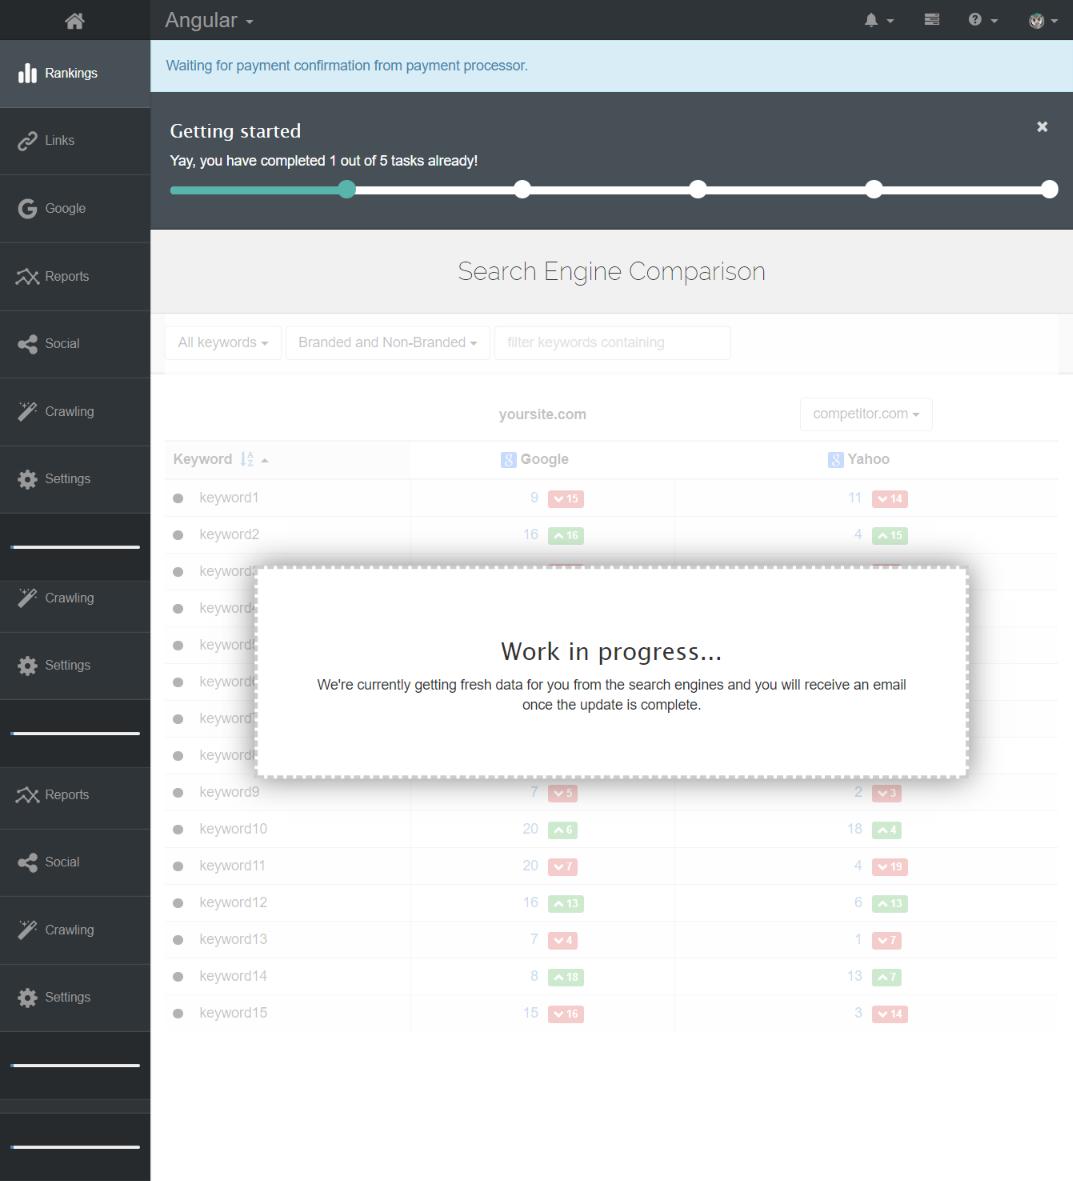 Angular
Rankings
Links
Google
Reports
Social
Crawling
Settings
Crawling
Settings
Reports
Social
Crawling
Settings
Waiting for payment confirmation from payment processor.
Getting started
Yay, you have completed 1 out of 5 tasks already!
Search Engine Comparison
All keywords
Branded and Non-Branded
filter keywords containing
yoursite.com
competitor.com
Keyword
Google
Yahoo
keyword1 9 15 11 14
keyword2 16 16 4 15
keyword
keyword
keyword
keyword
keyword
keyword
Work in progress...
We're currently getting fresh data for you from the search engines and you will receive an email
once the update is complete.
keyword9 7 5 2 3
keyword10 20 6 18 4
keyword11 20 7 4 19
keyword12 16 13 6 13
keyword13 7 4 1 7
keyword14 8 18 13 7
keyword15 15 16 3 14